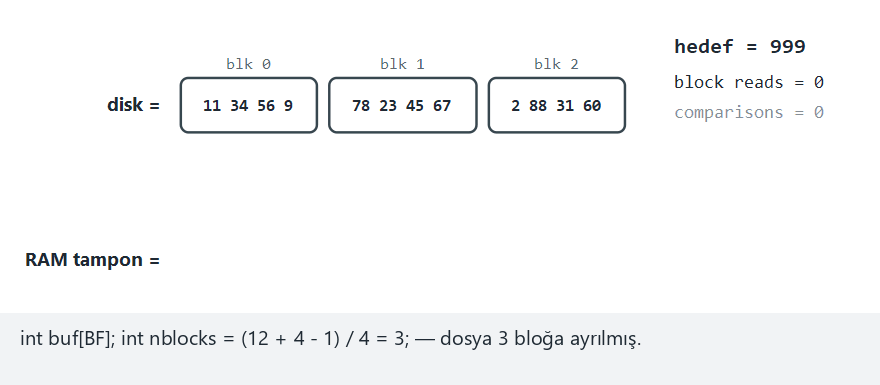 hedef = 999
blk 0 blk 1 blk 2
block reads = 0
disk = 11 34 56 9 78 23 45 67 2 88 31 60
comparisons = 0
RAM tampon =
int buf[BF]; int nblocks = (12 + 4 - 1) / 4 = 3; — dosya 3 bloğa ayrılmış.